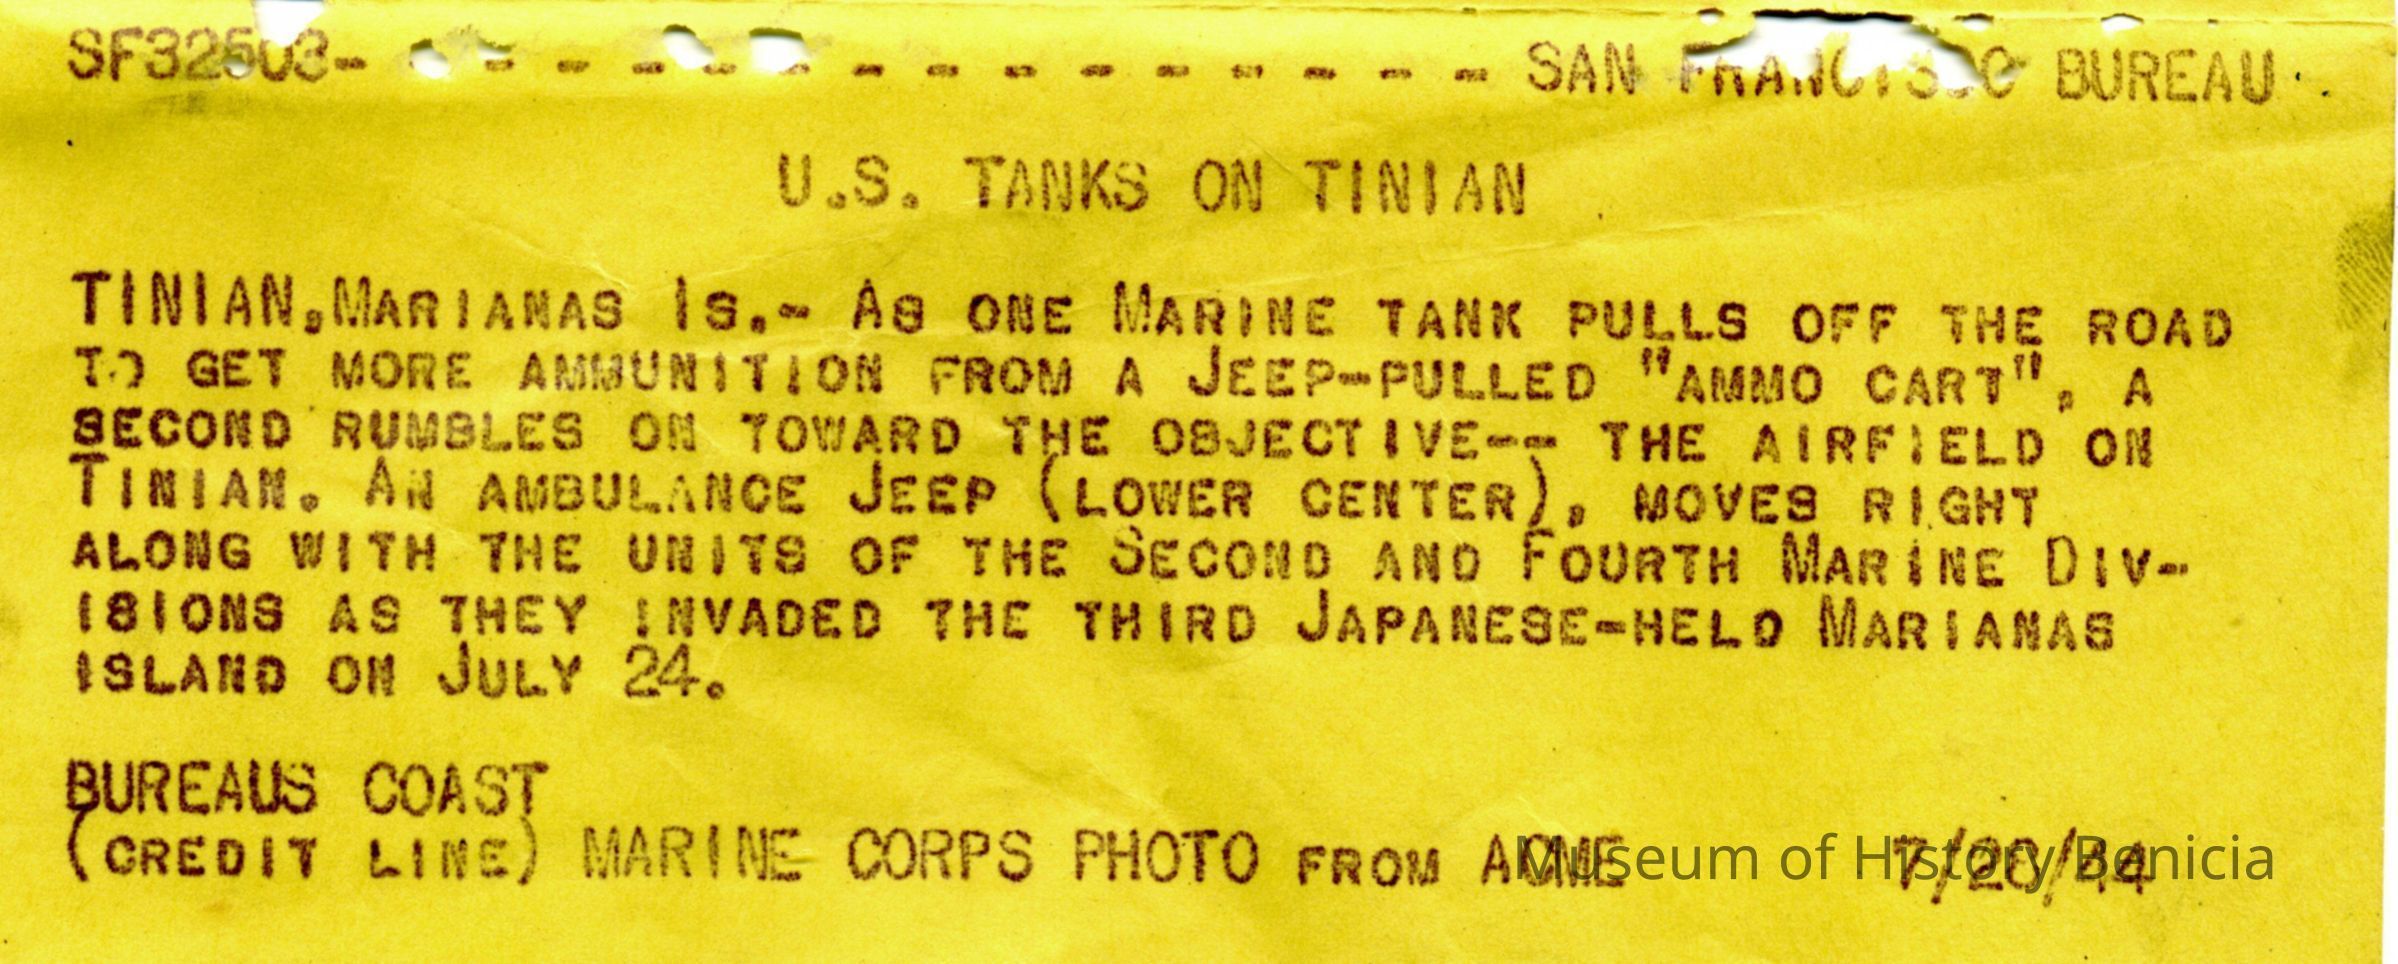 SF32503- - - - - - - - - - - - - - - - SAN FRANCISCO BUREAU
U.S. TANKS ON TINIAN
TINIAN,MARIANAS IS.- AS ONE MARINE TANK PULLS OFF THE ROAD
TO GET MORE AMMUNITION FROM A JEEP-PULLED "AMMO CART", A
SECOND RUMBLES ON TOWARD THE OBJECTIVE-- THE AIRFIELD ON
TINIAN. AN AMBULANCE JEEP (LOWER CENTER), MOVES RIGHT
ALONG WITH THE UNITS OF THE SECOND AND FOURTH MARINE DIV-
ISIONS AS THEY INVADED THE THIRD JAPANESE-HELD MARIANAS
ISLAND ON JULY 24.
BUREAUS COAST
(CREDIT LINE) MARINE CORPS PHOTO FROM ACME
Museum of History Benicia